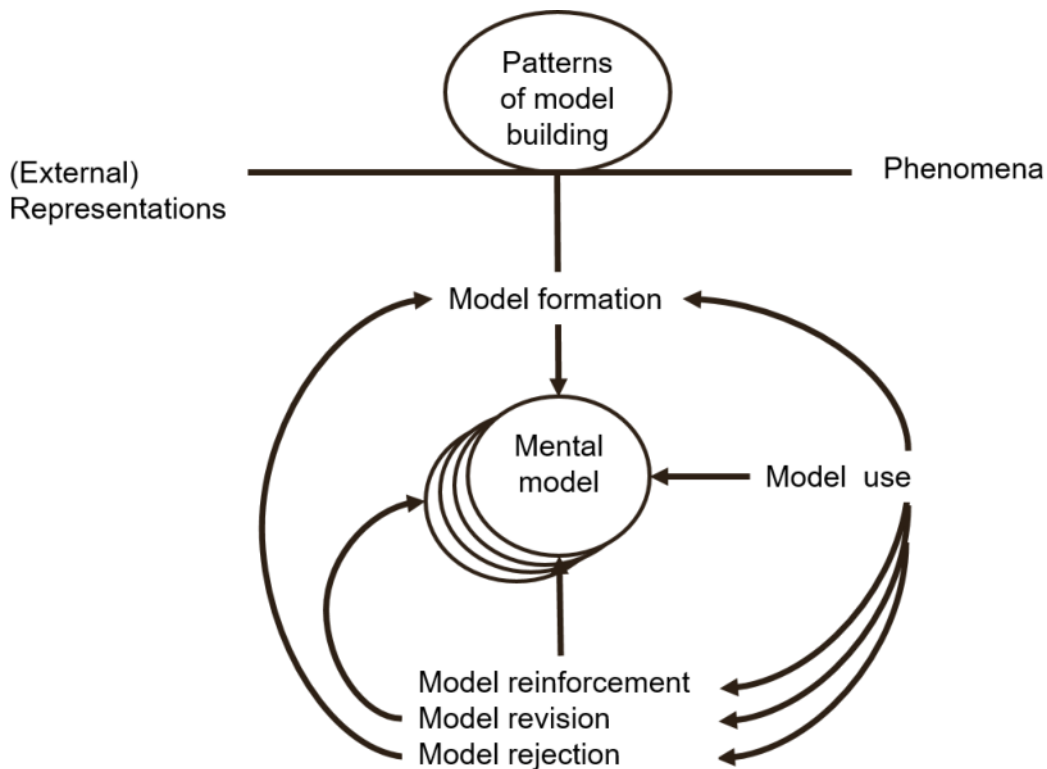 Patterns
of model
building
(External)
Representations
Phenomena
Model formation
Mental
model
Model use
Model reinforcement
Model revision
Model rejection